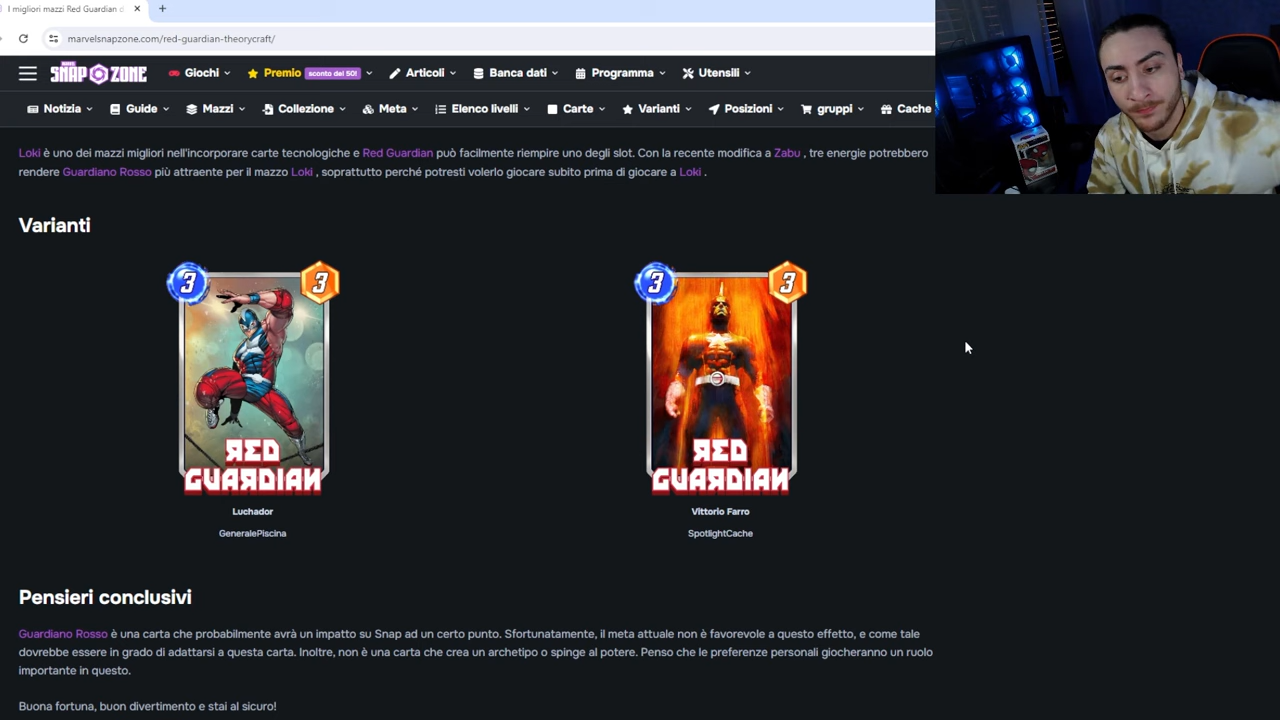 I migliori mazzi Red Guardian d
marvelsnapzone.com/red-guardian-theorycraft/
SNAP ZONE
Giochi
Premio
sconto del 50!
Articoli
Banca dati
Programma
Utensili
Notizia
Guide
Mazzi
Collezione
Meta
Elenco livelli
Carte
Varianti
Posizioni
gruppi
Cache
Loki è uno dei mazzi migliori nell'incorporare carte tecnologiche e Red Guardian può facilmente riempire uno degli slot. Con la recente modifica a Zabu , tre energie potrebbero
rendere Guardiano Rosso più attraente per il mazzo Loki , soprattutto perché potresti volerlo giocare subito prima di giocare a Loki .
Varianti
3
3
ЯED
GUAЯDIAИ
Luchador
GeneralePiscina
3
3
ЯED
GUAЯDIAИ
Vittorio Farro
SpotlightCache
Pensieri conclusivi
Guardiano Rosso è una carta che probabilmente avrà un impatto su Snap ad un certo punto. Sfortunatamente, il meta attuale non è favorevole a questo effetto, e come tale
dovrebbe essere in grado di adattarsi a questa carta. Inoltre, non è una carta che crea un archetipo o spinge al potere. Penso che le preferenze personali giocheranno un ruolo
importante in questo.
Buona fortuna, buon divertimento e stai al sicuro!